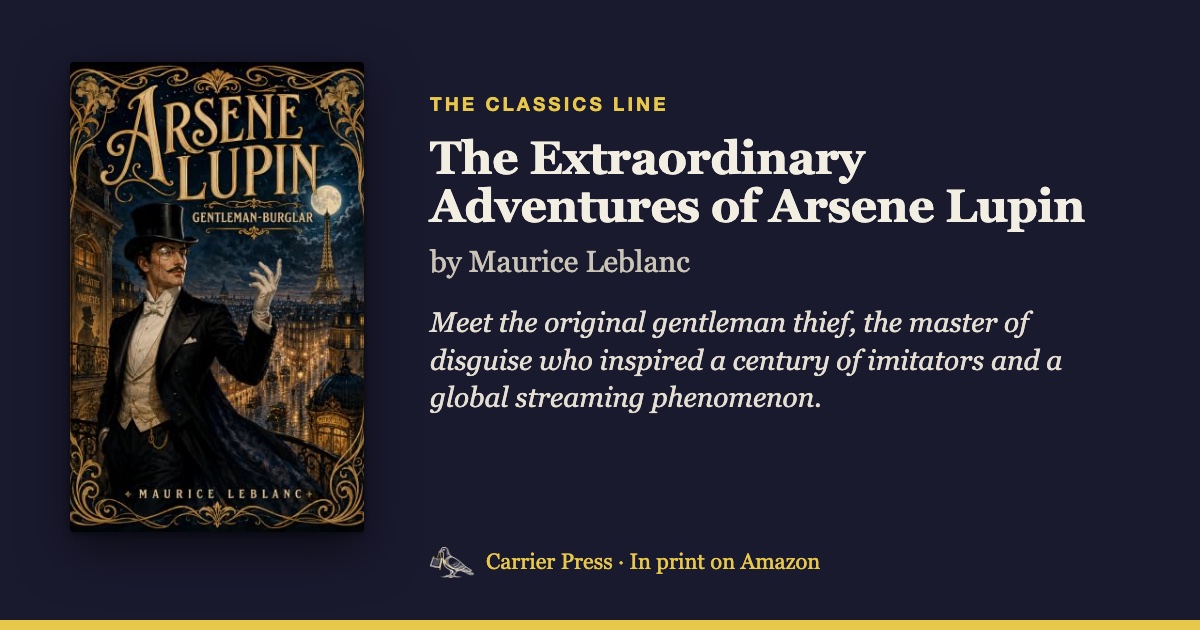 ARSENE
LUPIN
GENTLEMAN-BURGLAR
THEATRE
VARIETES
MAURICE LEBLANC
THE CLASSICS LINE
The Extraordinary
Adventures of Arsene Lupin
by Maurice Leblanc
Meet the original gentleman thief, the master of
disguise who inspired a century of imitators and a
global streaming phenomenon.
Carrier Press · In print on Amazon